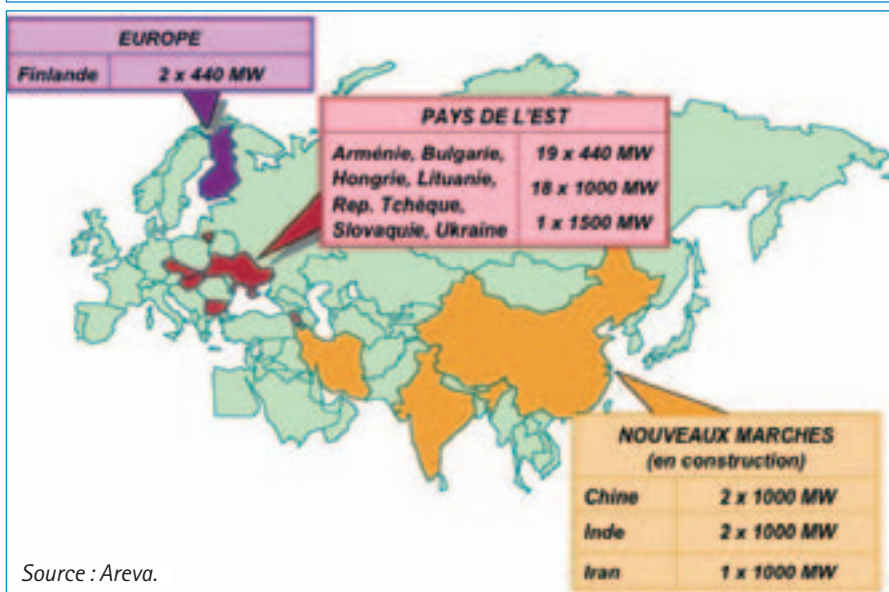 EUROPE
Finlande 2 x 440 MW
PAYS DE L'EST
Arménie, Bulgarie, 19 x 440 MW
Hongrie, Lituanie, 18 x 1000 MW
Rep. Tchèque,
Slovaquie, Ukraine 1 x 1500 MW
NOUVEAUX MARCHES
(en construction)
Chine 2 x 1000 MW
Inde 2 x 1000 MW
Iran 1 x 1000 MW
Source : Areva.